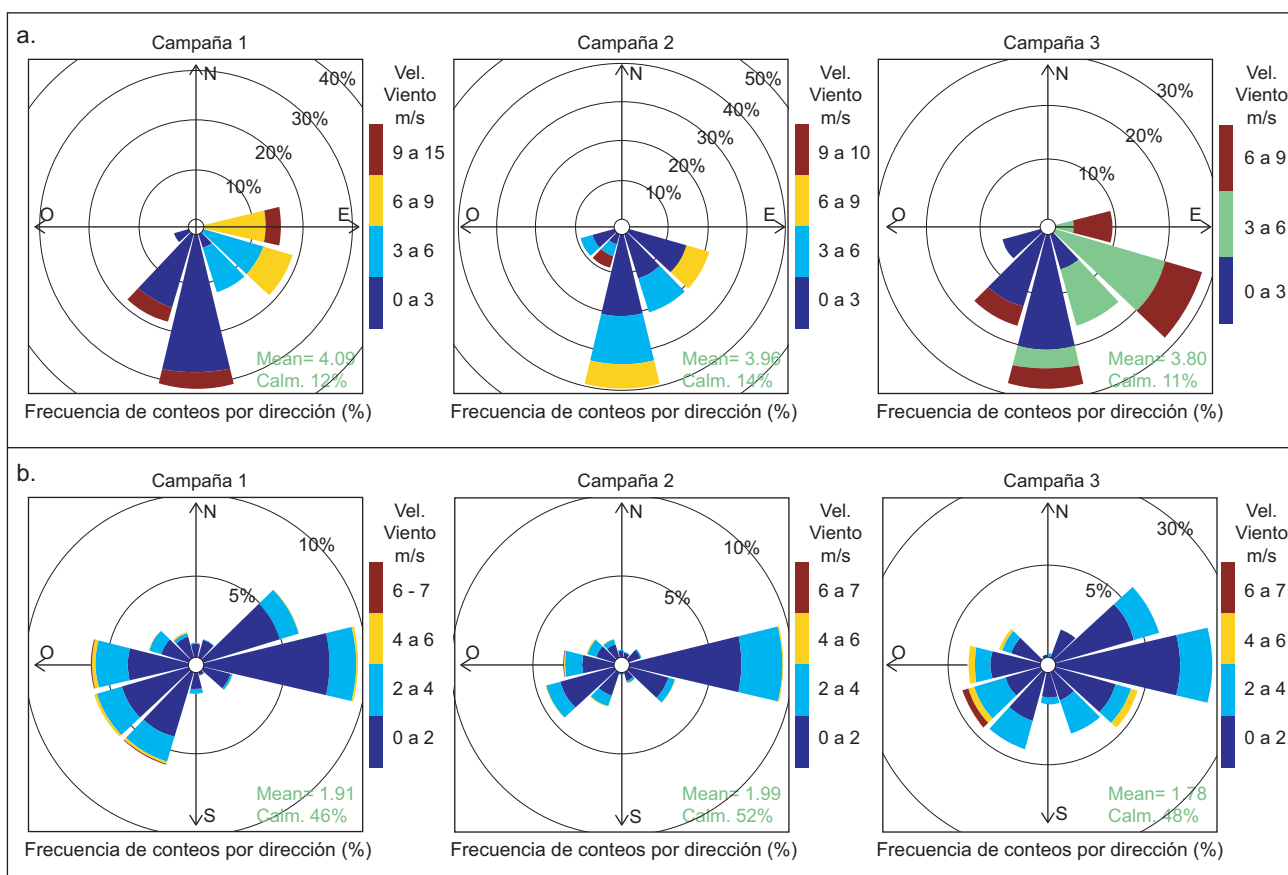 a.
Campaña 1
N
O
E
10%
20%
30%
40%
Mean= 4.09
Calm. 12%
Frecuencia de conteos por dirección (%)
Vel.
Viento
m/s
9 a 15
6 a 9
3 a 6
0 a 3
Campaña 2
N
O
E
10%
20%
30%
40%
50%
Mean= 3.96
Calm. 14%
Frecuencia de conteos por dirección (%)
Vel.
Viento
m/s
9 a 10
6 a 9
3 a 6
0 a 3
Campaña 3
N
O
E
10%
20%
30%
Mean= 3.80
Calm. 11%
Frecuencia de conteos por dirección (%)
Vel.
Viento
m/s
6 a 9
3 a 6
0 a 3
b.
Campaña 1
N
O
S
5%
10%
Mean= 1.91
Calm. 46%
Frecuencia de conteos por dirección (%)
Vel.
Viento
m/s
6 - 7
4 a 6
2 a 4
0 a 2
Campaña 2
N
O
S
5%
10%
Mean= 1.99
Calm. 52%
Frecuencia de conteos por dirección (%)
Vel.
Viento
m/s
6 a 7
4 a 6
2 a 4
0 a 2
Campaña 3
N
O
S
5%
30%
Mean= 1.78
Calm. 48%
Frecuencia de conteos por dirección (%)
Vel.
Viento
m/s
6 a 7
4 a 6
2 a 4
0 a 2